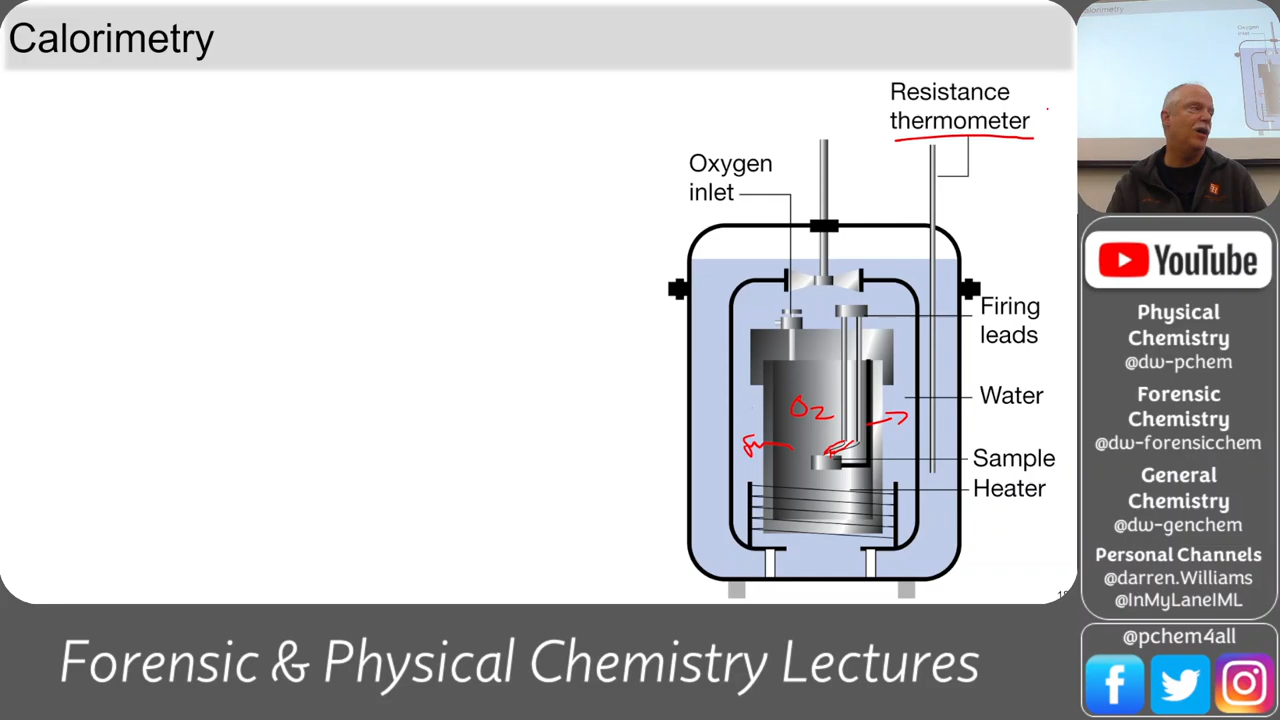 Calorimetry
Resistance
thermometer
Oxygen
inlet
Firing
leads
Water
Sample
Heater
O2
Forensic & Physical Chemistry Lectures
YouTube
Physical
Chemistry
@dw-pchem
Forensic
Chemistry
@dw-forensicchem
General
Chemistry
@dw-genchem
Personal Channels
@darren.Williams
@InMyLaneIML
@pchem4all